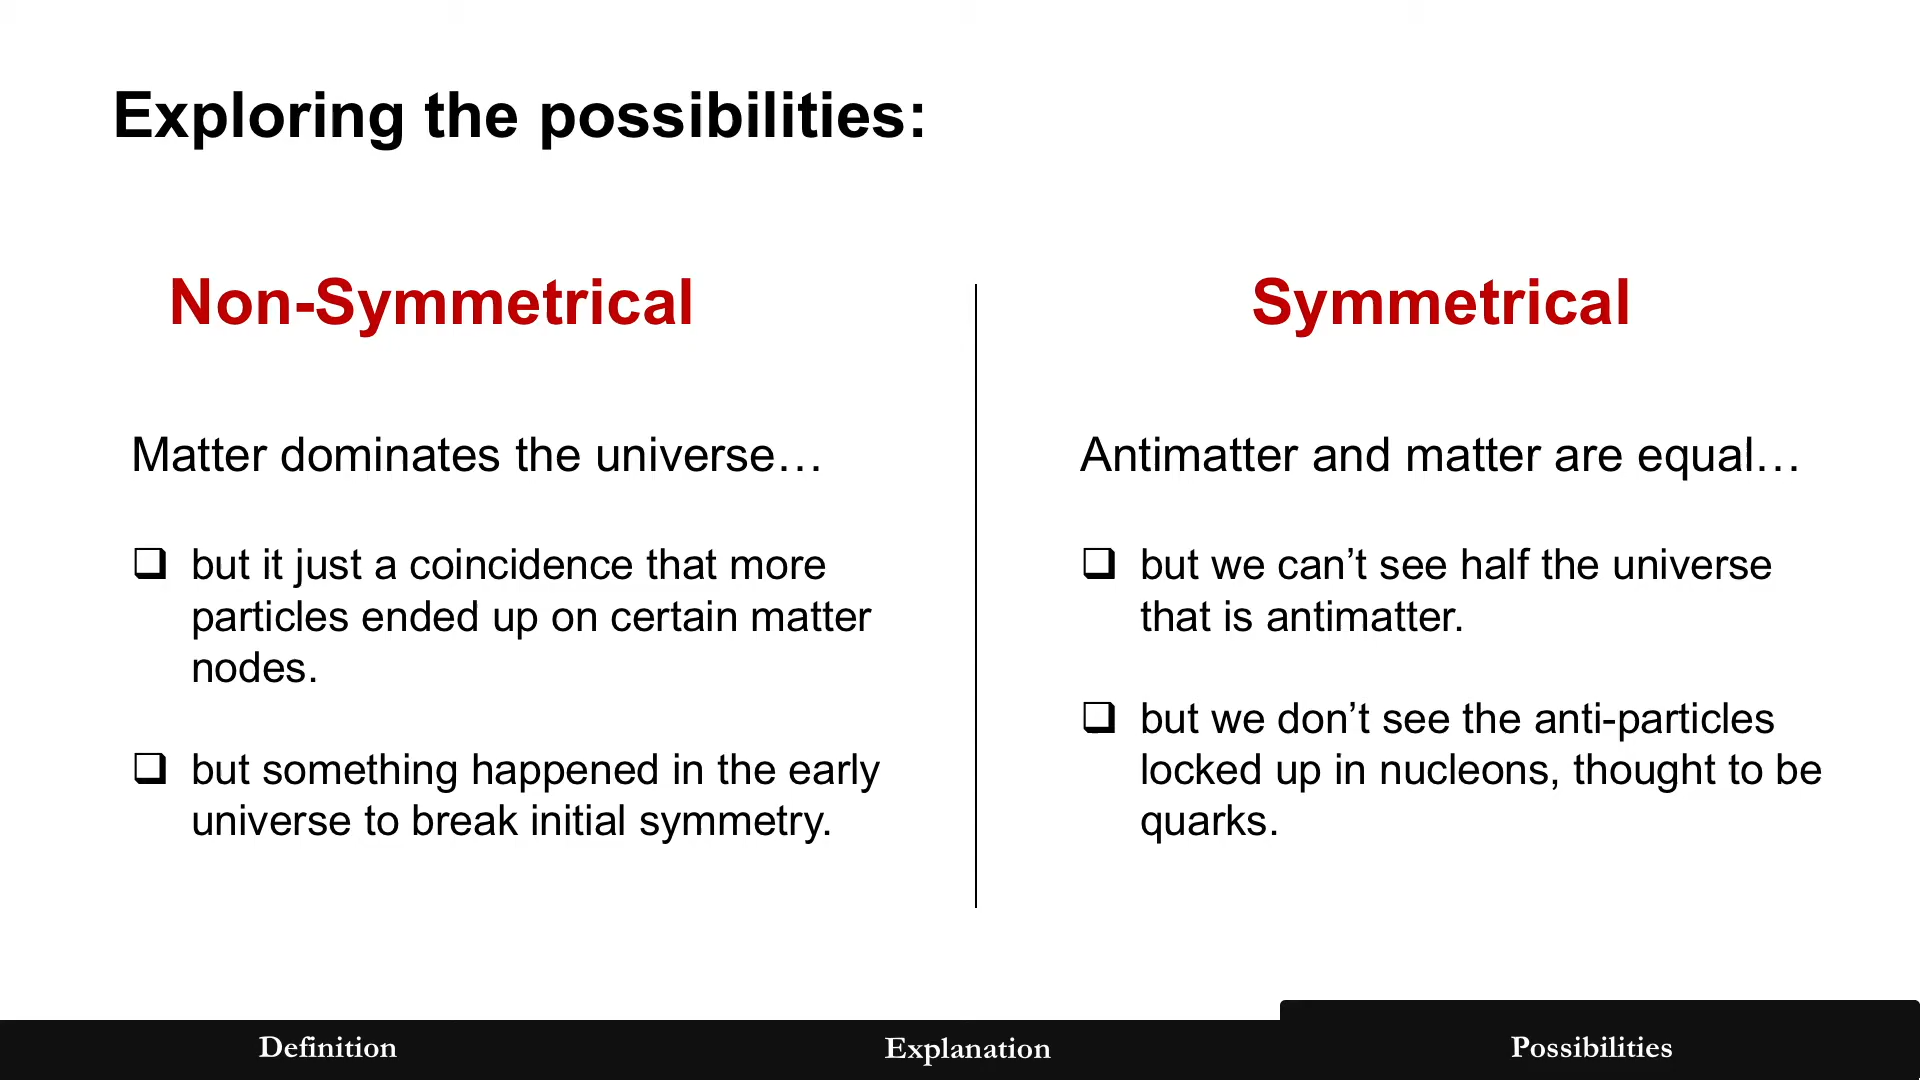 Exploring the possibilities:
Non-Symmetrical
Matter dominates the universe…
❑ but it just a coincidence that more
particles ended up on certain matter
nodes.
❑ but something happened in the early
universe to break initial symmetry.
Symmetrical
Antimatter and matter are equal…
❑ but we can’t see half the universe
that is antimatter.
❑ but we don’t see the anti-particles
locked up in nucleons, thought to be
quarks.
Definition
Explanation
Possibilities